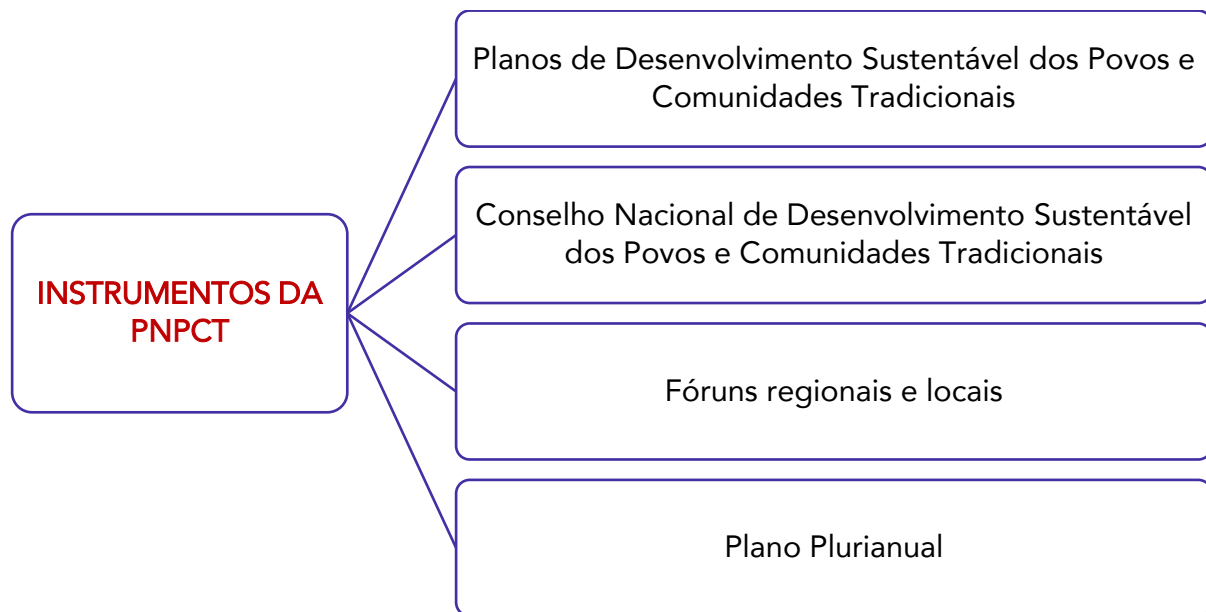 Planos de Desenvolvimento Sustentável dos Povos e
Comunidades Tradicionais
Conselho Nacional de Desenvolvimento Sustentável
dos Povos e Comunidades Tradicionais
INSTRUMENTOS DA
PNPCT
Fóruns regionais e locais
Plano Plurianual